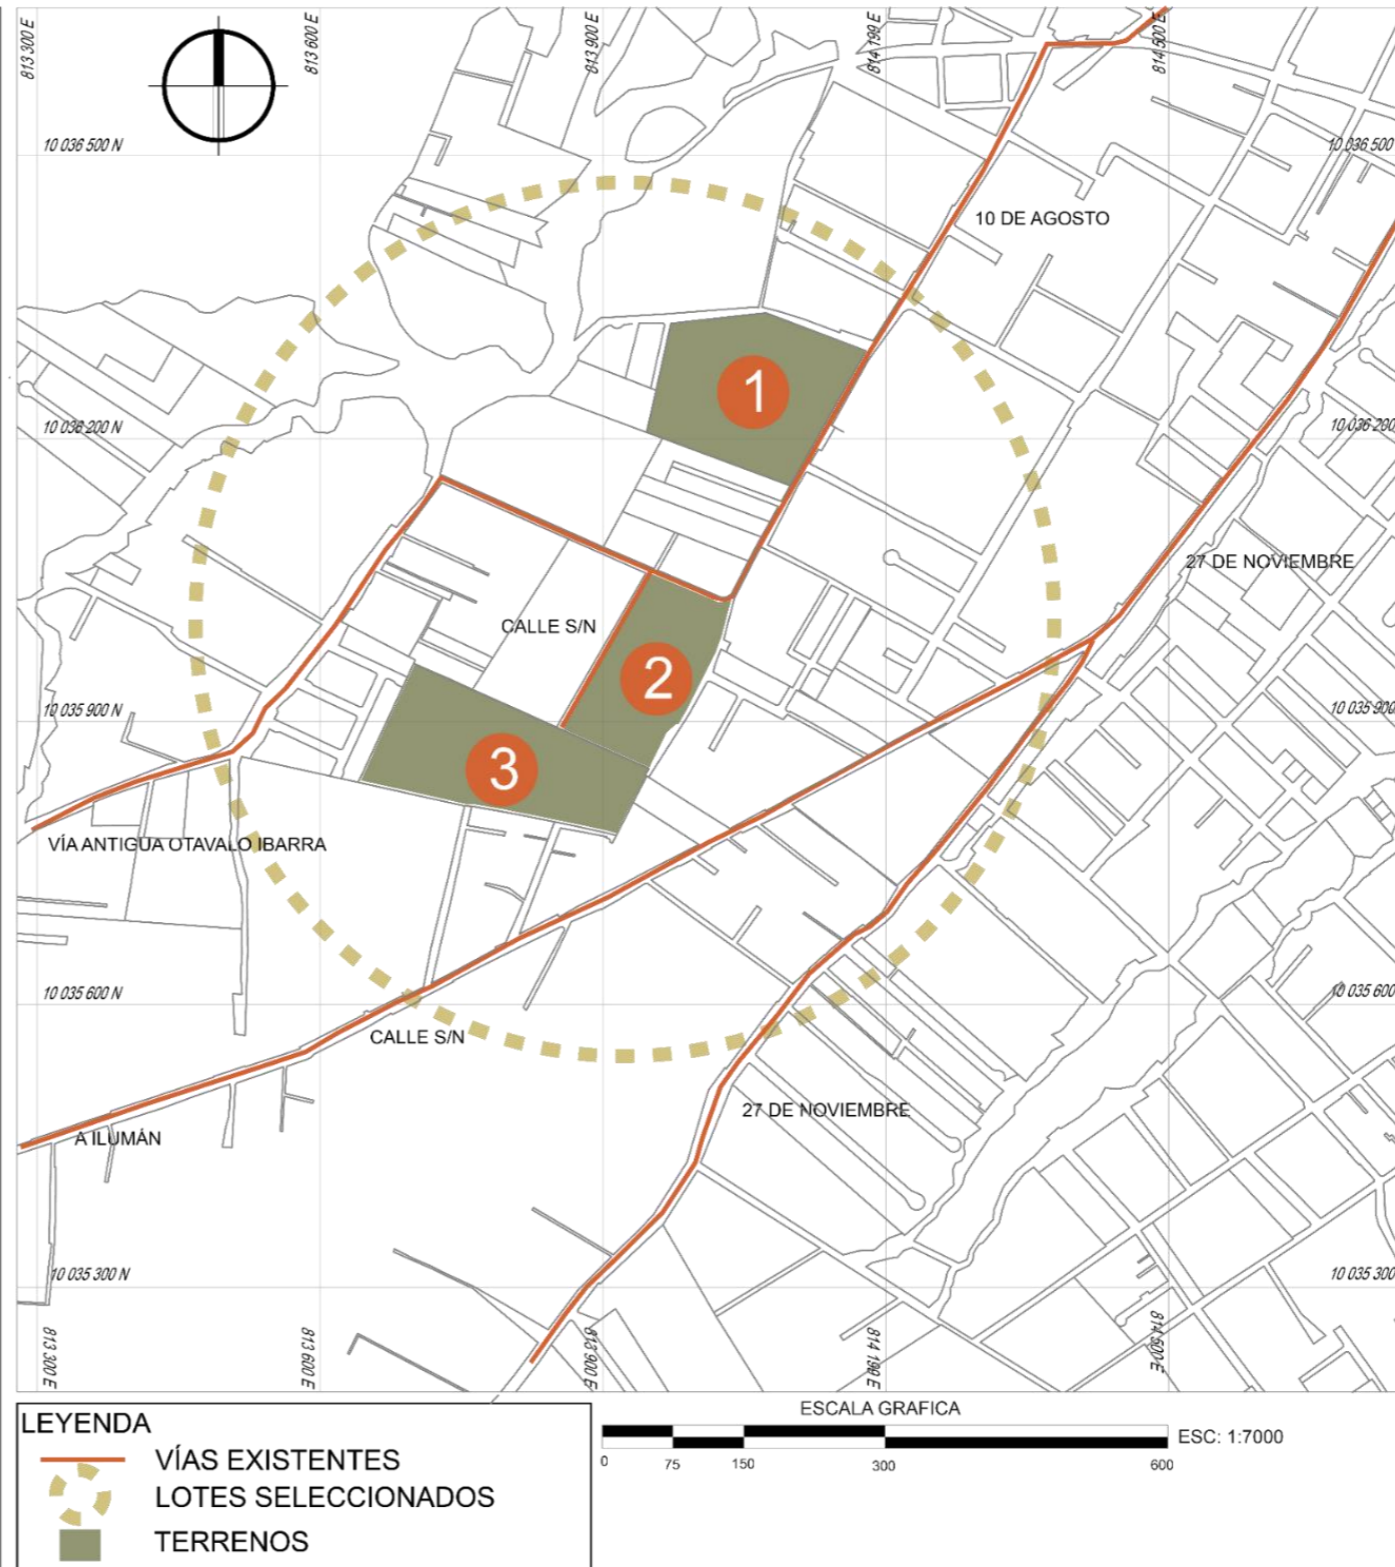 813 300 E
813 600 E
813 900 E
814 199 E
814 500 E
10 036 500 N
10 036 500
10 DE AGOSTO
1
10 036 200 N
10 036 200
27 DE NOVIEMBRE
CALLE S/N
2
10 035 900 N
10 035 900
3
VÍA ANTIGUA OTAVALO IBARRA
10 035 600 N
10 035 600
CALLE S/N
27 DE NOVIEMBRE
A ILUMÁN
10 035 300 N
10 035 300
813 300 E
813 600 E
813 900 E
814 199 E
814 500 E
LEYENDA
VÍAS EXISTENTES
LOTES SELECCIONADOS
TERRENOS
ESCALA GRAFICA
ESC: 1:7000
0 75 150 300 600